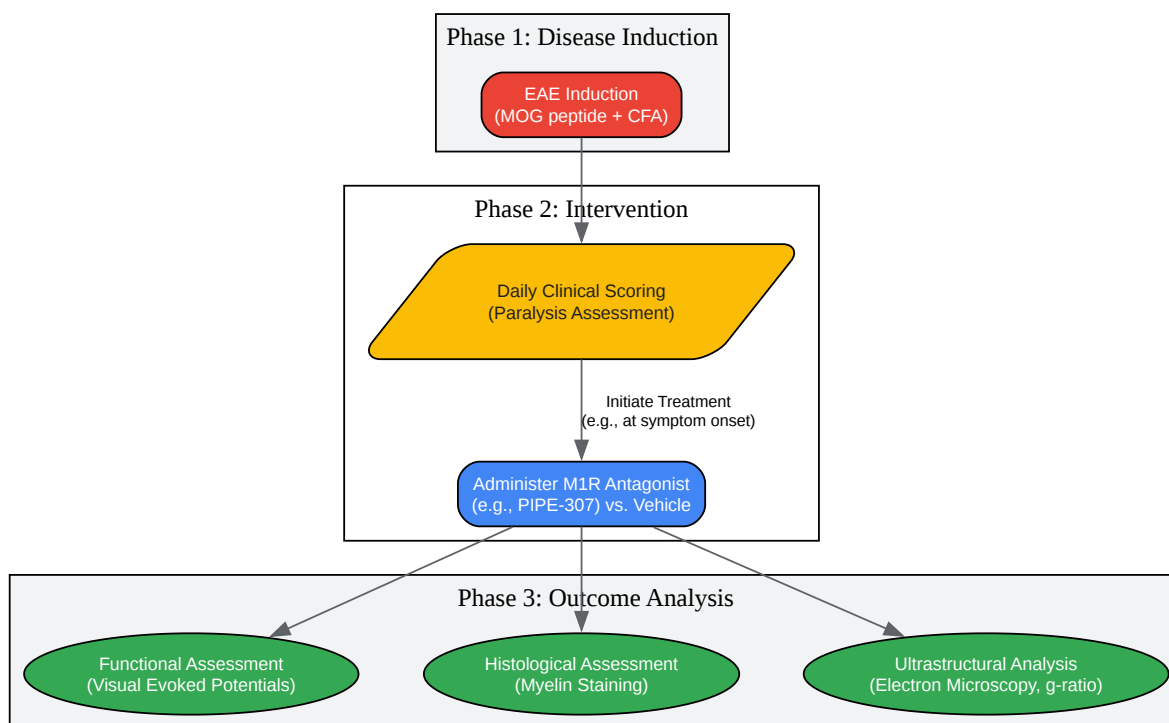 Phase 1: Disease Induction
EAE Induction
(MOG peptide + CFA)
Phase 2: Intervention
Daily Clinical Scoring
(Paralysis Assessment)
Initiate Treatment
(e.g., at symptom onset)
Administer M1R Antagonist
(e.g., PIPE-307) vs. Vehicle
Phase 3: Outcome Analysis
Functional Assessment
(Visual Evoked Potentials)
Histological Assessment
(Myelin Staining)
Ultrastructural Analysis
(Electron Microscopy, g-ratio)